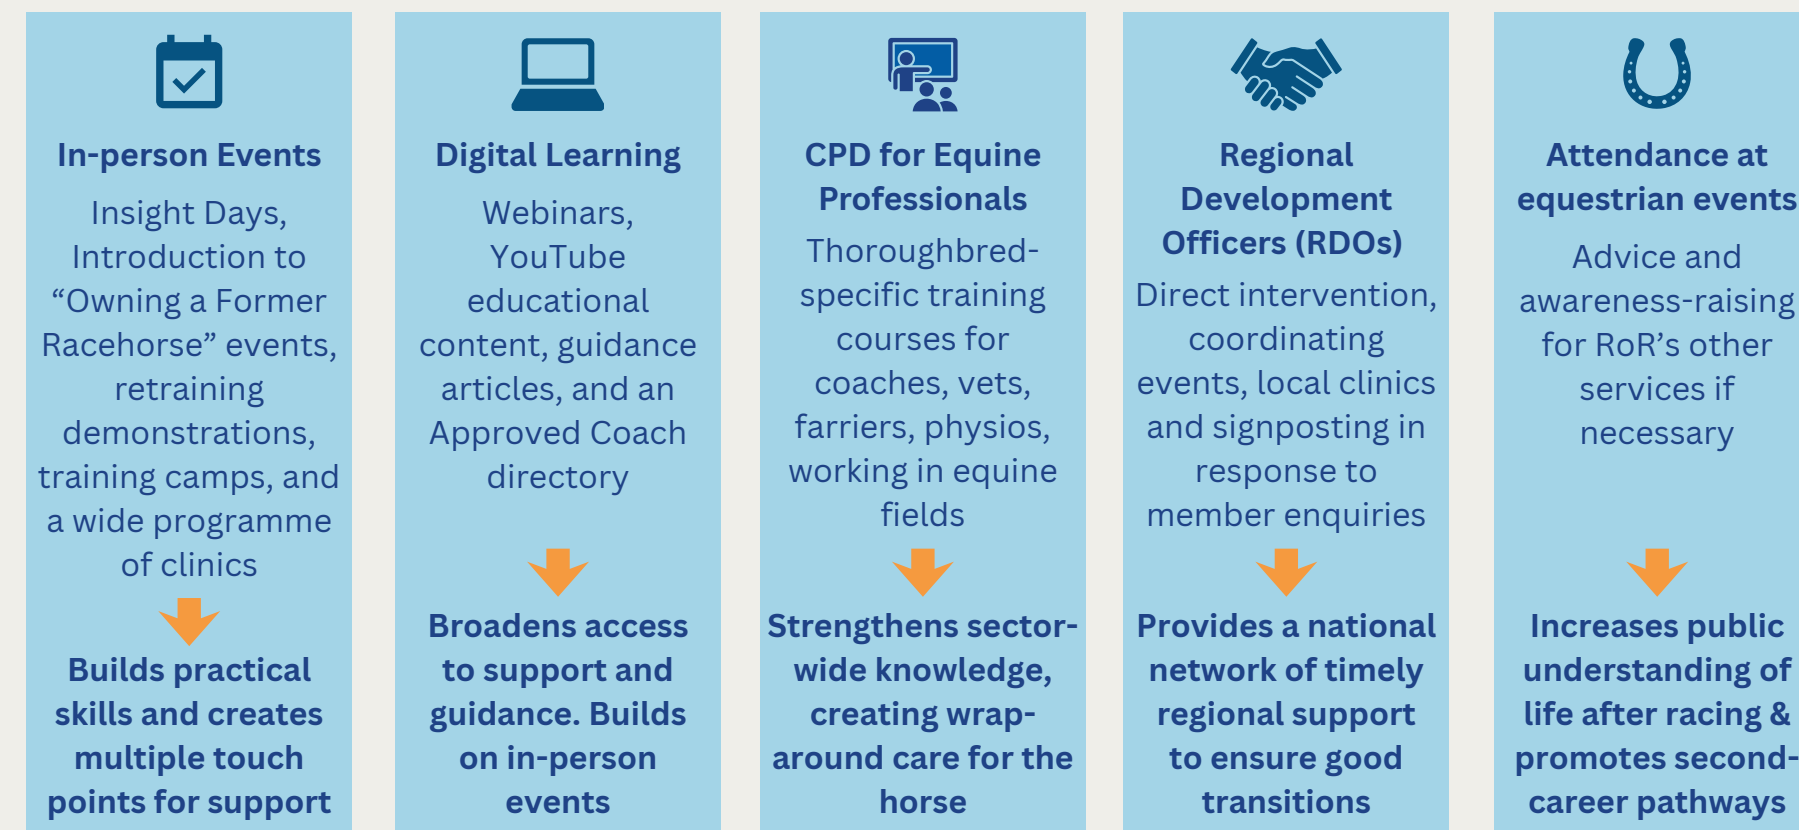 In-person Events
Insight Days,
Introduction to
“Owning a Former
Racehorse” events,
retraining
demonstrations,
training camps, and
a wide programme
of clinics
Builds practical
skills and creates
multiple touch
points for support
Digital Learning
Webinars,
YouTube
educational
content, guidance
articles, and an
Approved Coach
directory
Broadens access
to support and
guidance. Builds
on in-person
events
CPD for Equine
Professionals
Thoroughbred-
specific training
courses for
coaches, vets,
farriers, physios,
working in equine
fields
Strengthens sector-
wide knowledge,
creating wrap-
around care for the
horse
Regional
Development
Officers (RDOs)
Direct intervention,
coordinating
events, local clinics
and signposting in
response to
member enquiries
Provides a national
network of timely
regional support
to ensure good
transitions
Attendance at
equestrian events
Advice and
awareness-raising
for RoR’s other
services if
necessary
Increases public
understanding of
life after racing &
promotes second-
career pathways